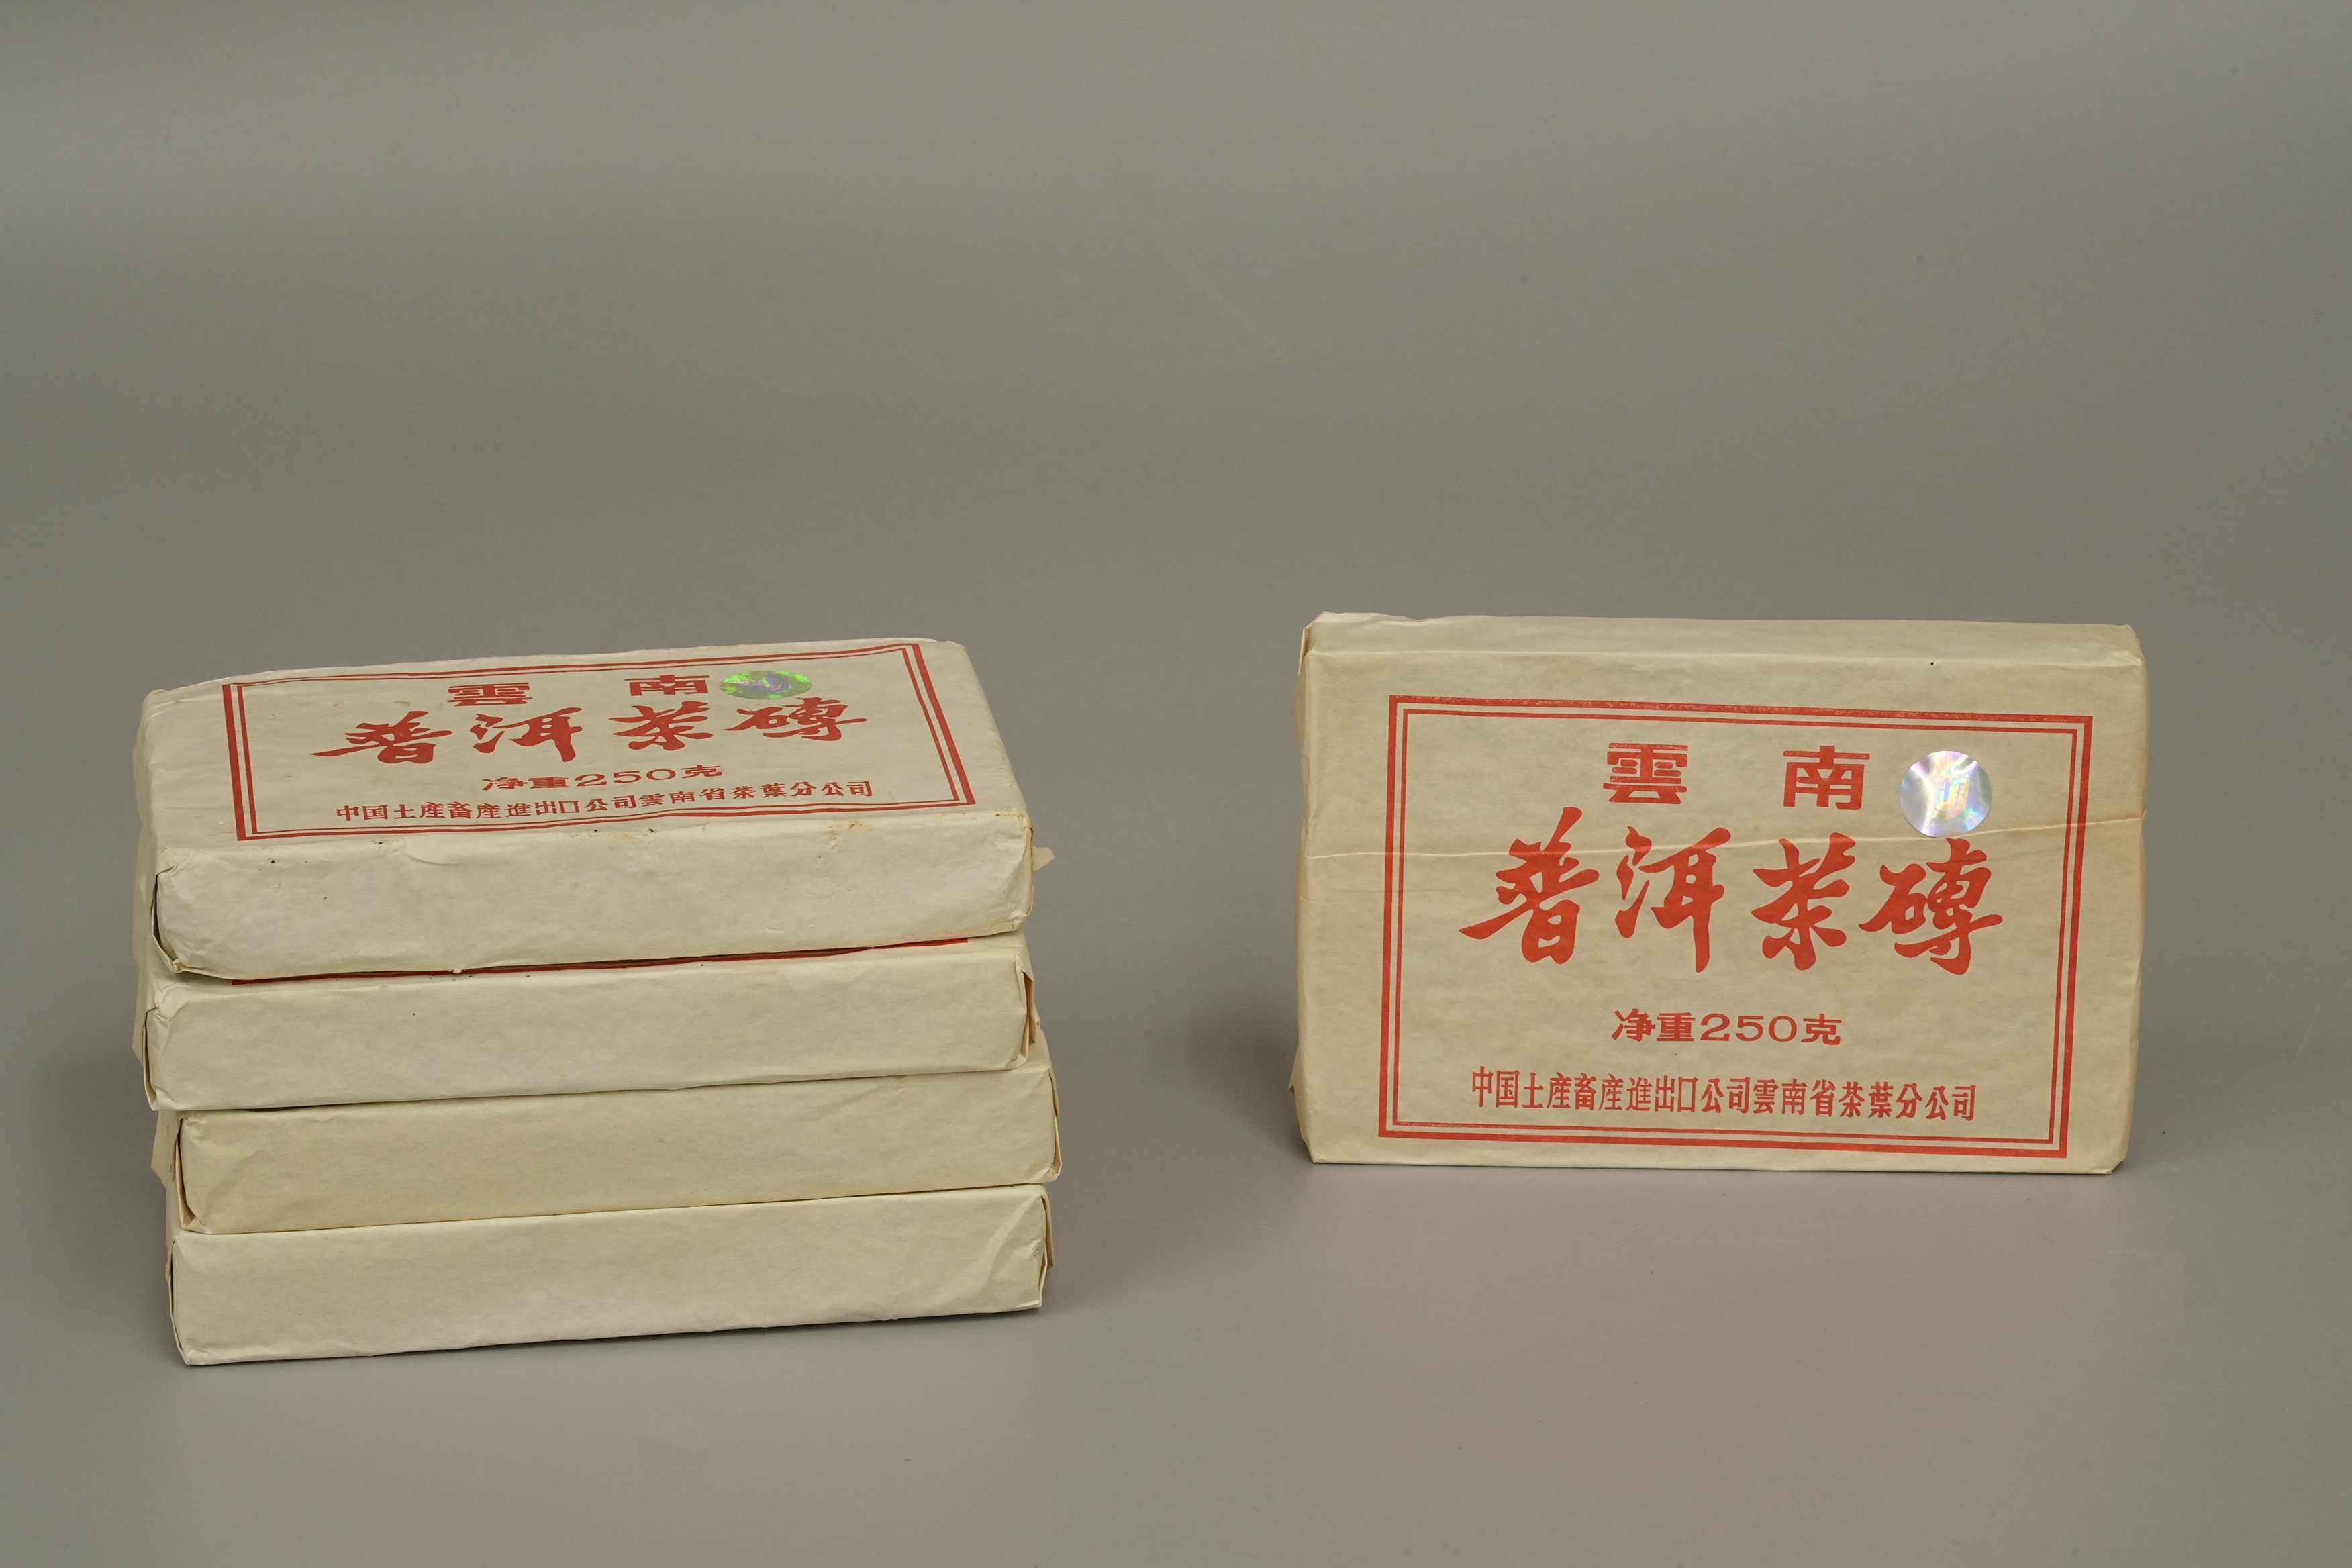 雲 南
普洱茶磚
净重250克
中国土産畜産進出口公司雲南省茶葉分公司
雲 南
普洱茶磚
净重250克
中国土産畜産進出口公司雲南省茶葉分公司